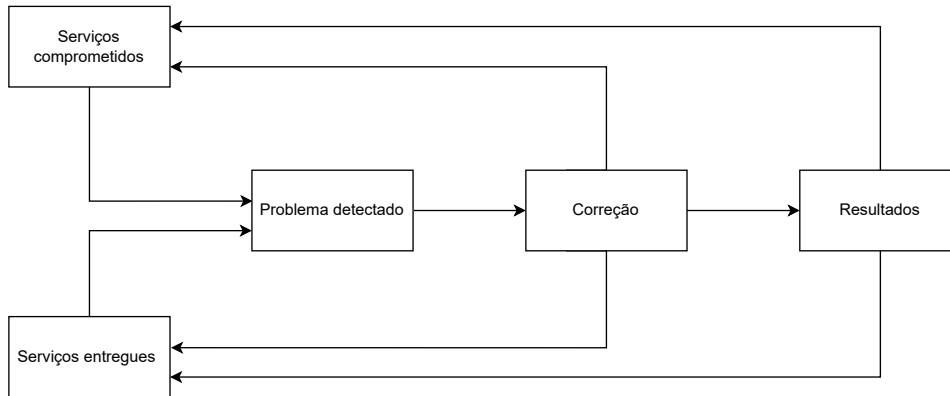 Serviços
comprometidos
Problema detectado
Correção
Resultados
Serviços entregues